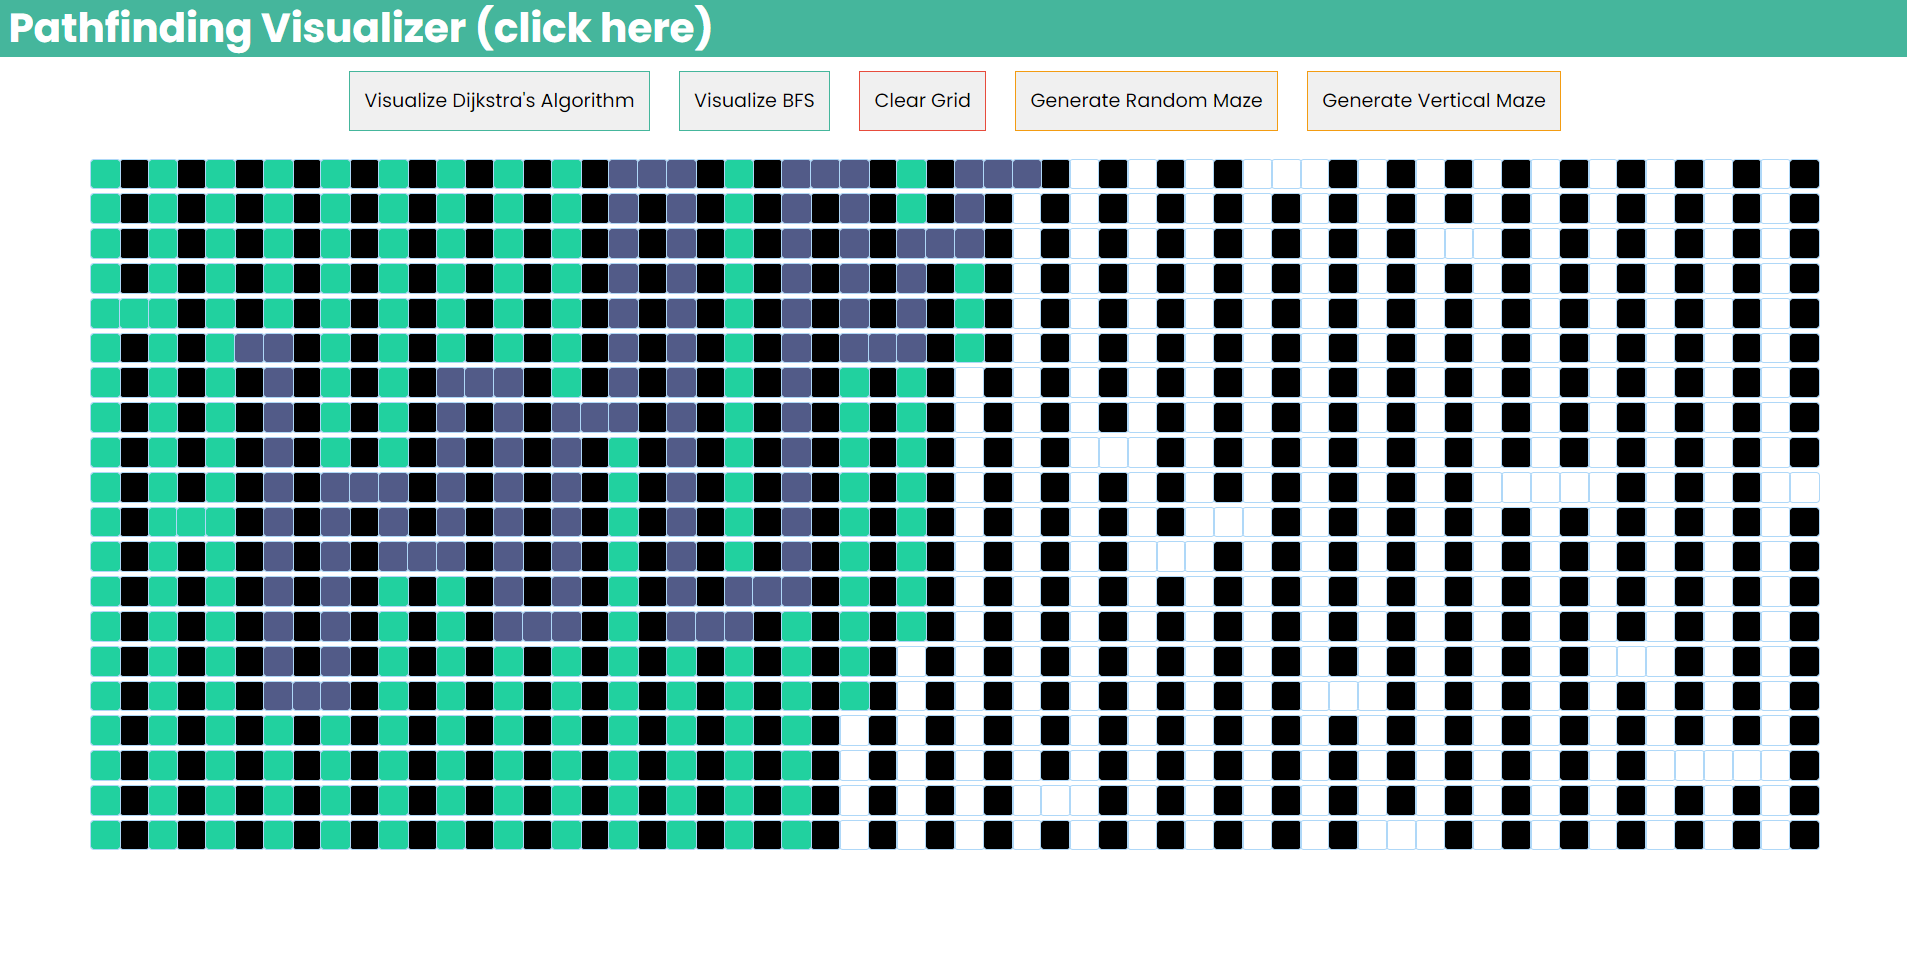 Pathfinding Visualizer (click here)
Visualize Dijkstra's Algorithm
Visualize BFS
Clear Grid
Generate Random Maze
Generate Vertical Maze